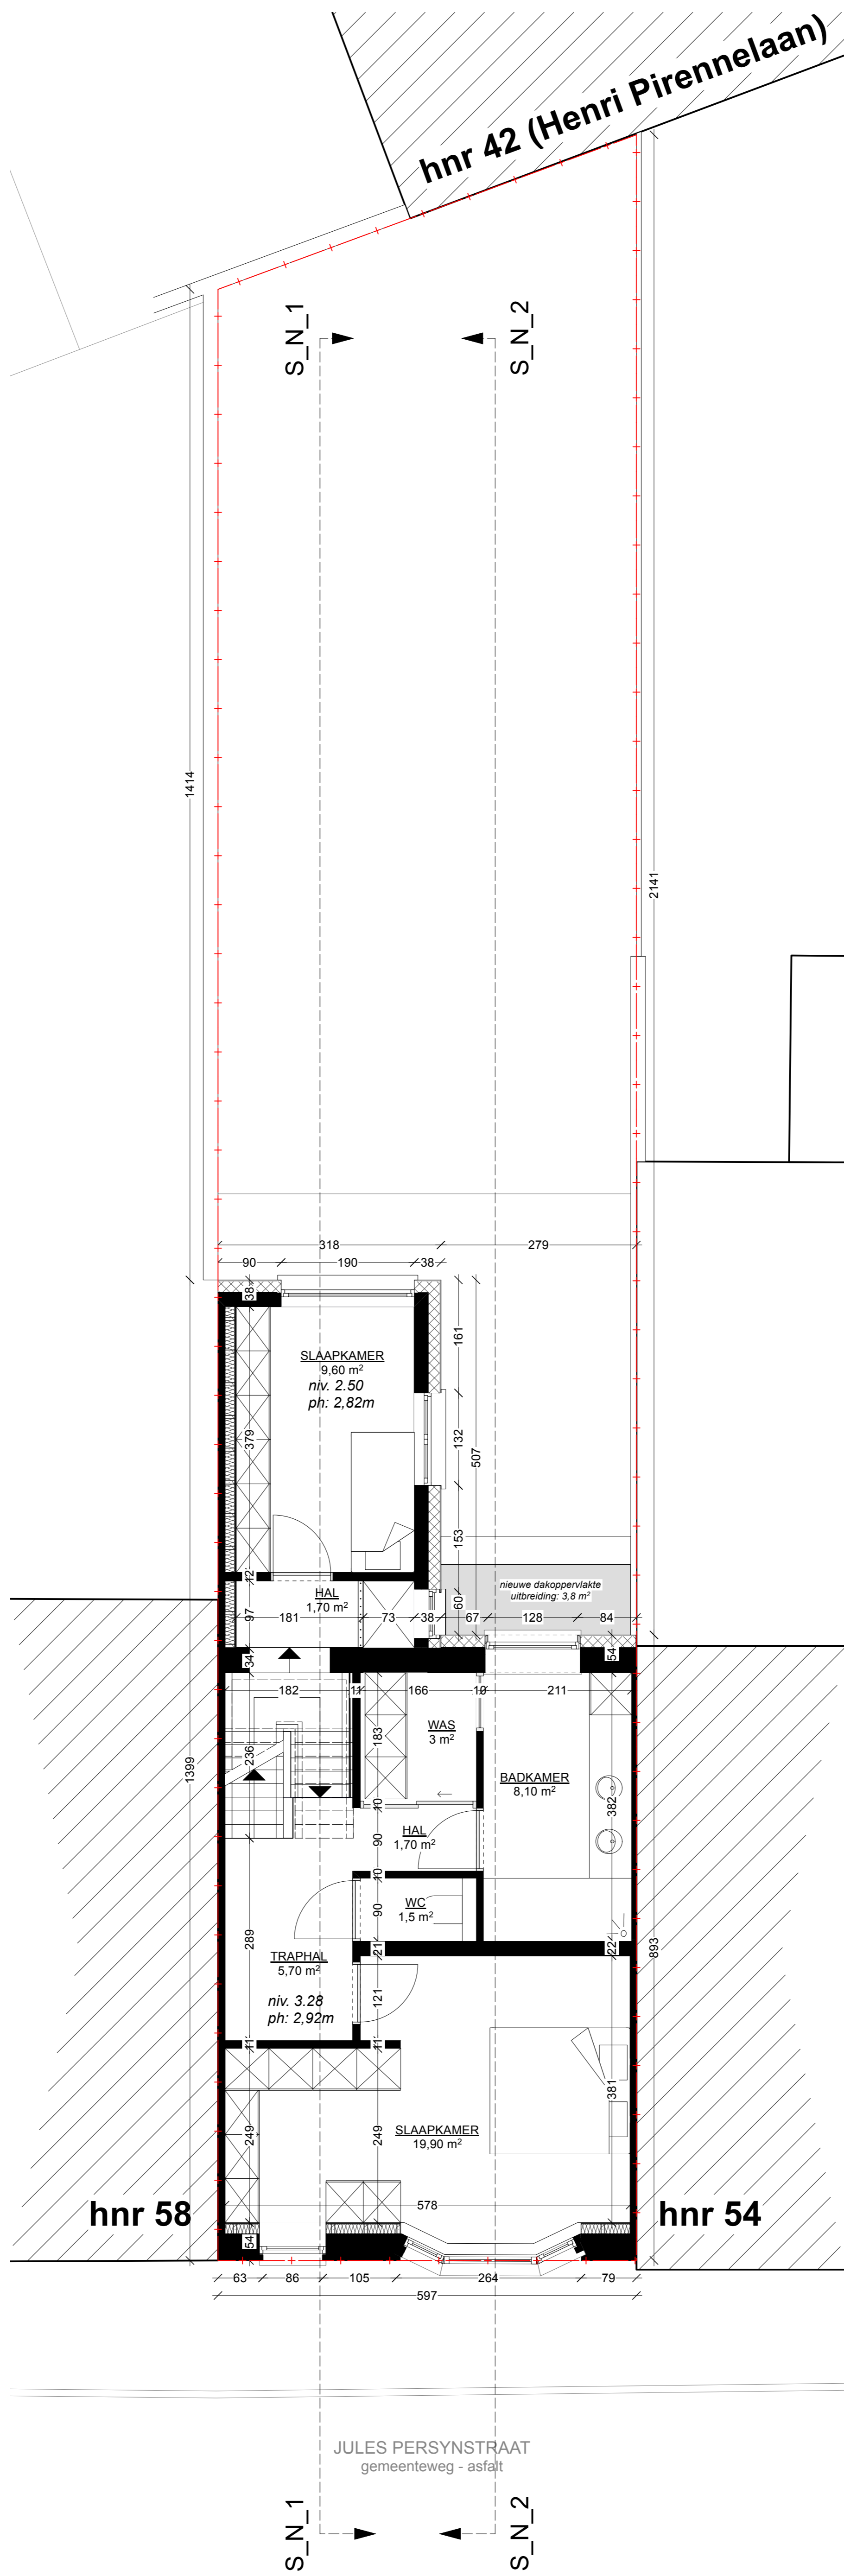 hnr 42 (Henri Pirennelaan)
S_N_1
S_N_2
1414
2141
318
279
90
190
38
38
SLAAPKAMER
9,60 m²
niv. 2.50
ph: 2,82m
161
132
507
379
153
12
HAL
1,70 m²
nieuwe dakoppervlakte
uitbreiding: 3,8 m²
97
60
181
73
38
67
128
84
34
54
182
11
166
10
211
WAS
3 m²
183
236
1399
BADKAMER
8,10 m²
382
10
HAL
1,70 m²
90
10
WC
1,5 m²
90
289
21
22
893
TRAPHAL
5,70 m²
niv. 3.28
ph: 2,92m
121
11
11
381
SLAAPKAMER
19,90 m²
249
249
578
hnr 58
hnr 54
54
63
86
105
264
79
597
JULES PERSYNSTRAAT
gemeenteweg - asfalt
S_N_1
S_N_2